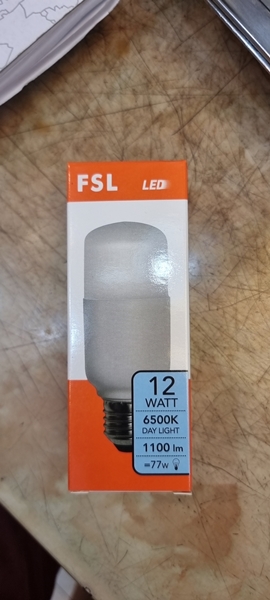 FSL LED
12
WATT
6500K
DAY LIGHT
1100 lm
=77W